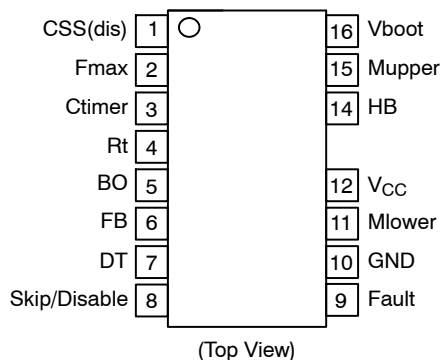 CSS(dis) 1 16 Vboot
Fmax 2 15 Mupper
Ctimer 3 14 HB
Rt 4
BO 5 12 VCC
FB 6 11 Mlower
DT 7 10 GND
Skip/Disable 8 9 Fault
(Top View)